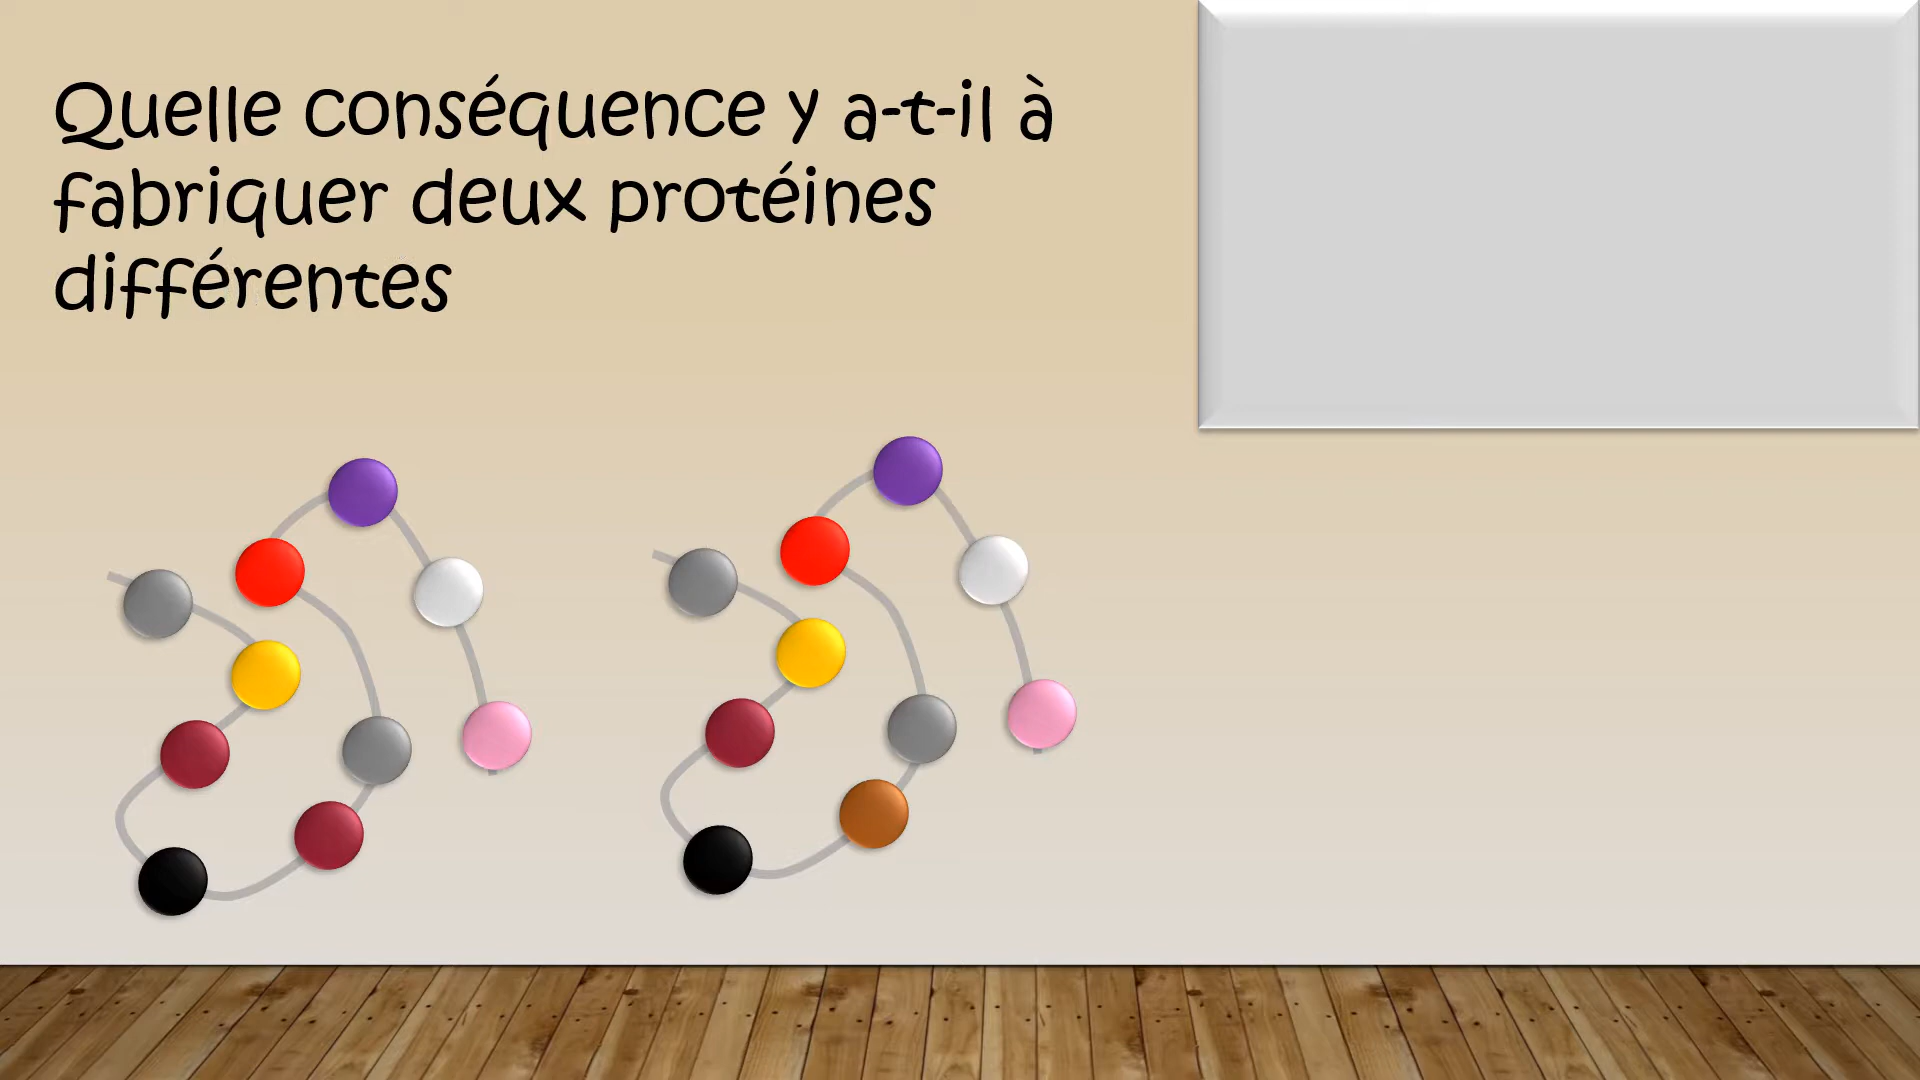 Quelle conséquence y a-t-il à
fabriquer deux protéines
différentes